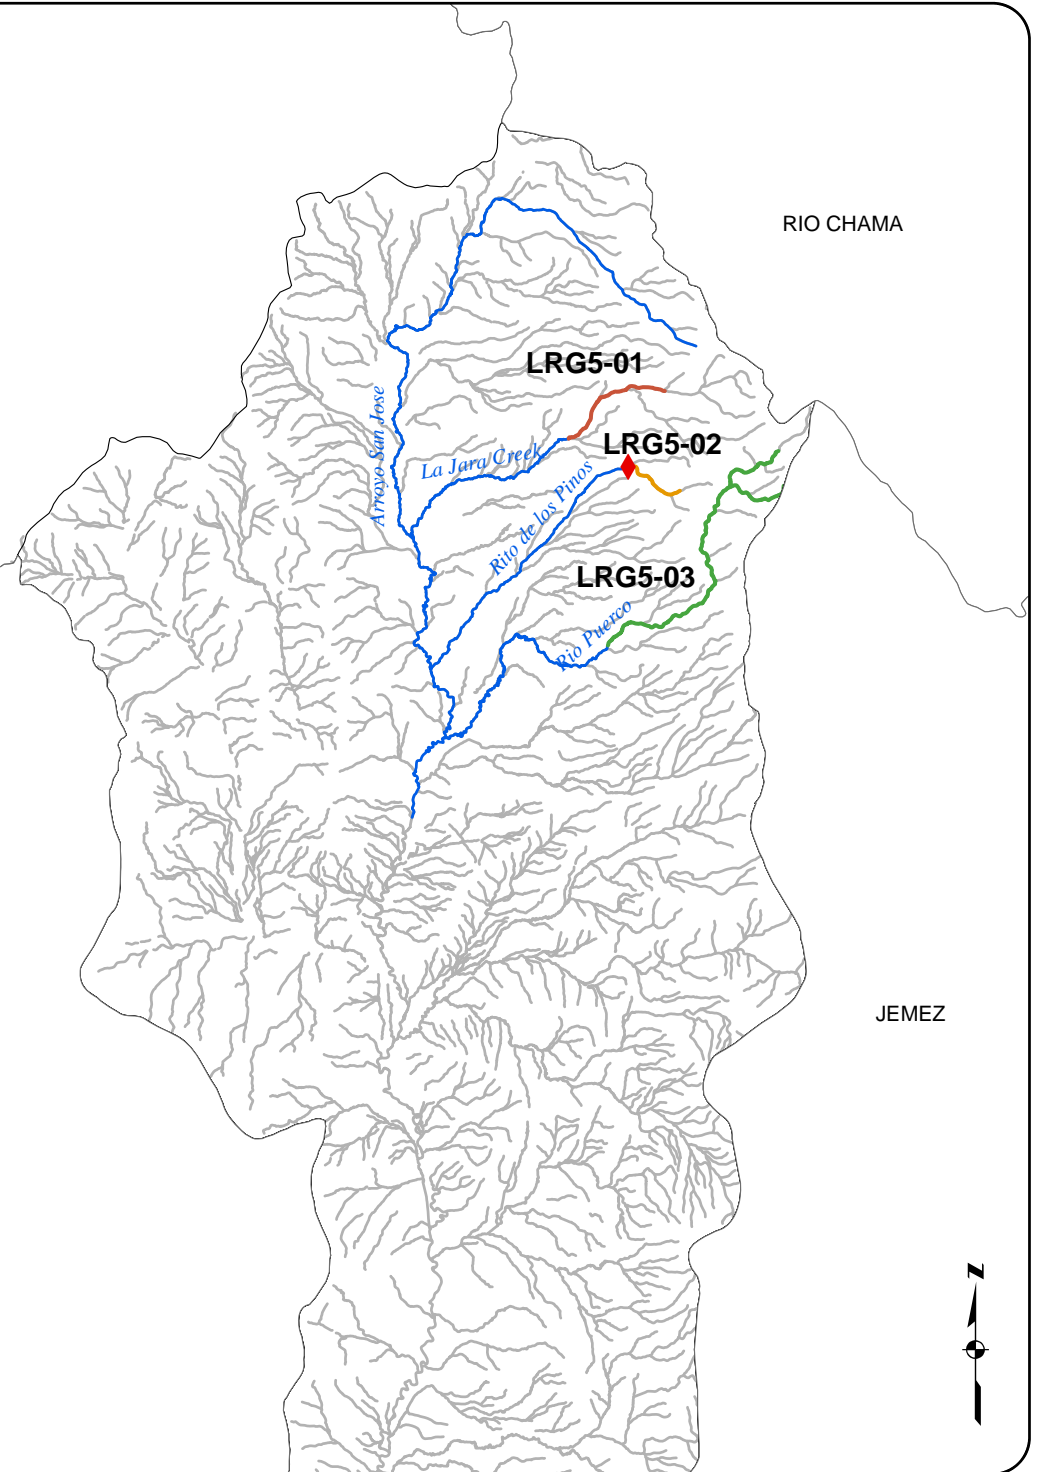 RIO CHAMA
LRG5-01
Arroyo San Jose
LRG5-02
La Jara Creek
Rito de los Pinos
LRG5-03
Rio Puerco
JEMEZ
N